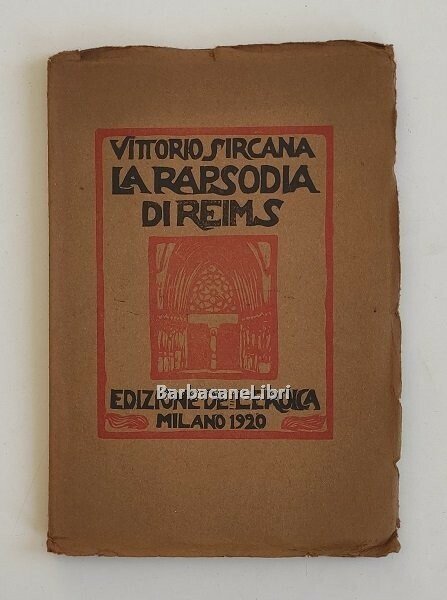 VITTORIO SIRCANA
LA RAPSODIA
DI REIMS
BarbacaneLibri
EDIZIONE DE L'EROICA
MILANO 1920